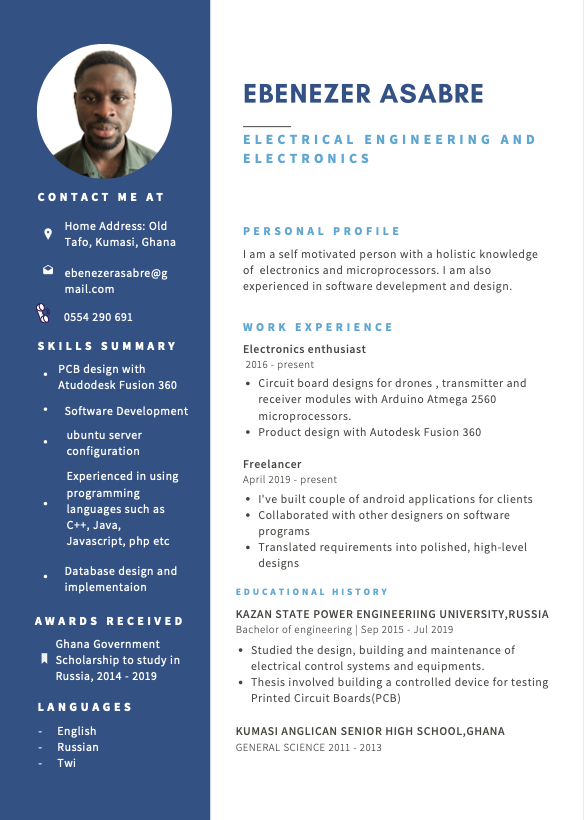 CONTACT ME AT
Home Address: Old
Tafo, Kumasi, Ghana
ebenezerasabre@g
mail.com
0554 290 691
SKILLS SUMMARY
• PCB design with
Atudodesk Fusion 360
• Software Development
• ubuntu server
configuration
• Experienced in using
programming
languages such as
C++, Java,
Javascript, php etc
• Database design and
implementaion
AWARDS RECEIVED
Ghana Government
Scholarship to study in
Russia, 2014 - 2019
LANGUAGES
- English
- Russian
- Twi
EBENEZER ASABRE
ELECTRICAL ENGINEERING AND
ELECTRONICS
PERSONAL PROFILE
I am a self motivated person with a holistic knowledge
of electronics and microprocessors. I am also
experienced in software develepment and design.
WORK EXPERIENCE
Electronics enthusiast
2016 - present
• Circuit board designs for drones , transmitter and
receiver modules with Arduino Atmega 2560
microprocessors.
• Product design with Autodesk Fusion 360
Freelancer
April 2019 - present
• I've built couple of android applications for clients
• Collaborated with other designers on software
programs
• Translated requirements into polished, high-level
designs
EDUCATIONAL HISTORY
KAZAN STATE POWER ENGINEERIING UNIVERSITY,RUSSIA
Bachelor of engineering | Sep 2015 - Jul 2019
• Studied the design, building and maintenance of
electrical control systems and equipments.
• Thesis involved building a controlled device for testing
Printed Circuit Boards(PCB)
KUMASI ANGLICAN SENIOR HIGH SCHOOL,GHANA
GENERAL SCIENCE 2011 - 2013